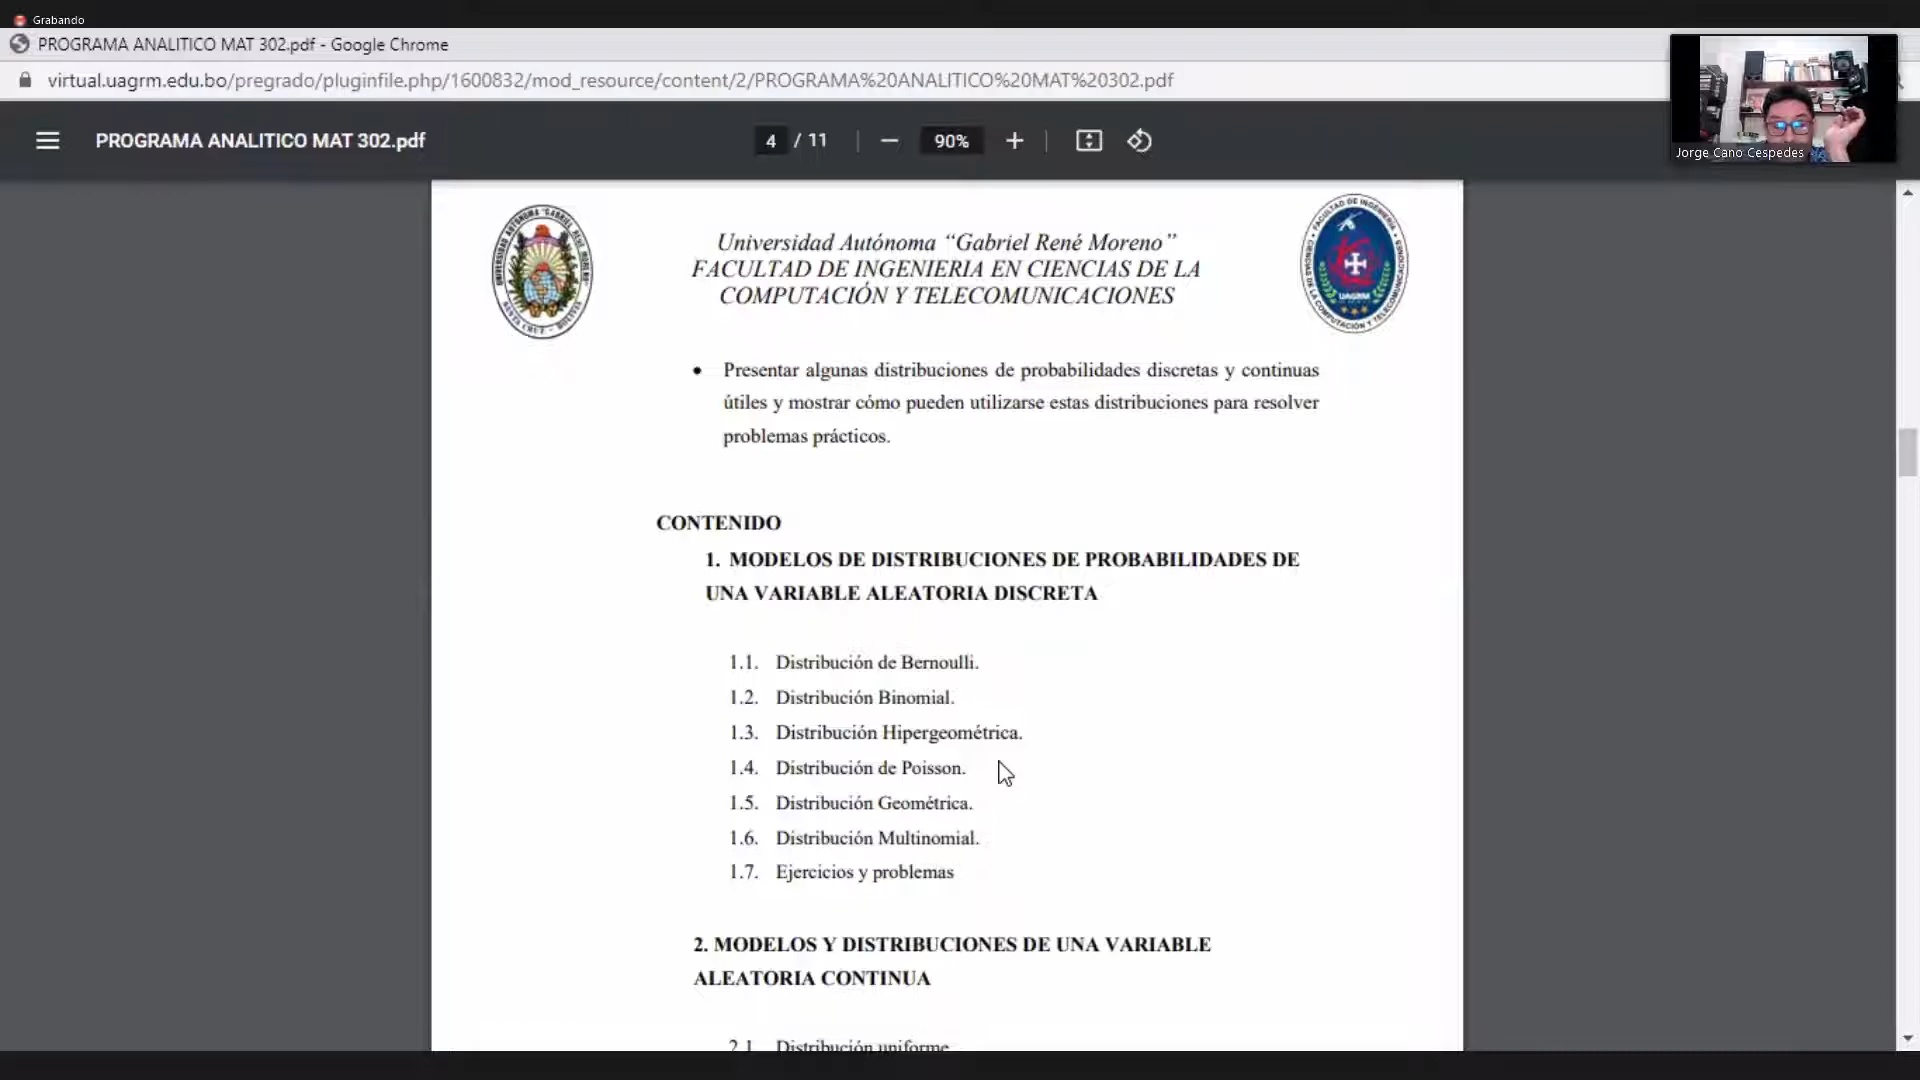 Grabando
PROGRAMA ANALITICO MAT 302.pdf - Google Chrome
virtual.uagrm.edu.bo/pregrado/pluginfile.php/1600832/mod_resource/content/2/PROGRAMA%20ANALITICO%20MAT%20302.pdf
Jorge Cano Cespedes
PROGRAMA ANALITICO MAT 302.pdf
4 / 11
90%
Universidad Autónoma “Gabriel René Moreno”
FACULTAD DE INGENIERIA EN CIENCIAS DE LA
COMPUTACIÓN Y TELECOMUNICACIONES
UAGRM
• Presentar algunas distribuciones de probabilidades discretas y continuas
útiles y mostrar cómo pueden utilizarse estas distribuciones para resolver
problemas prácticos.
CONTENIDO
1. MODELOS DE DISTRIBUCIONES DE PROBABILIDADES DE
UNA VARIABLE ALEATORIA DISCRETA
1.1. Distribución de Bernoulli.
1.2. Distribución Binomial.
1.3. Distribución Hipergeométrica.
1.4. Distribución de Poisson.
1.5. Distribución Geométrica.
1.6. Distribución Multinomial.
1.7. Ejercicios y problemas
2. MODELOS Y DISTRIBUCIONES DE UNA VARIABLE
ALEATORIA CONTINUA
2.1 Distribución uniforme